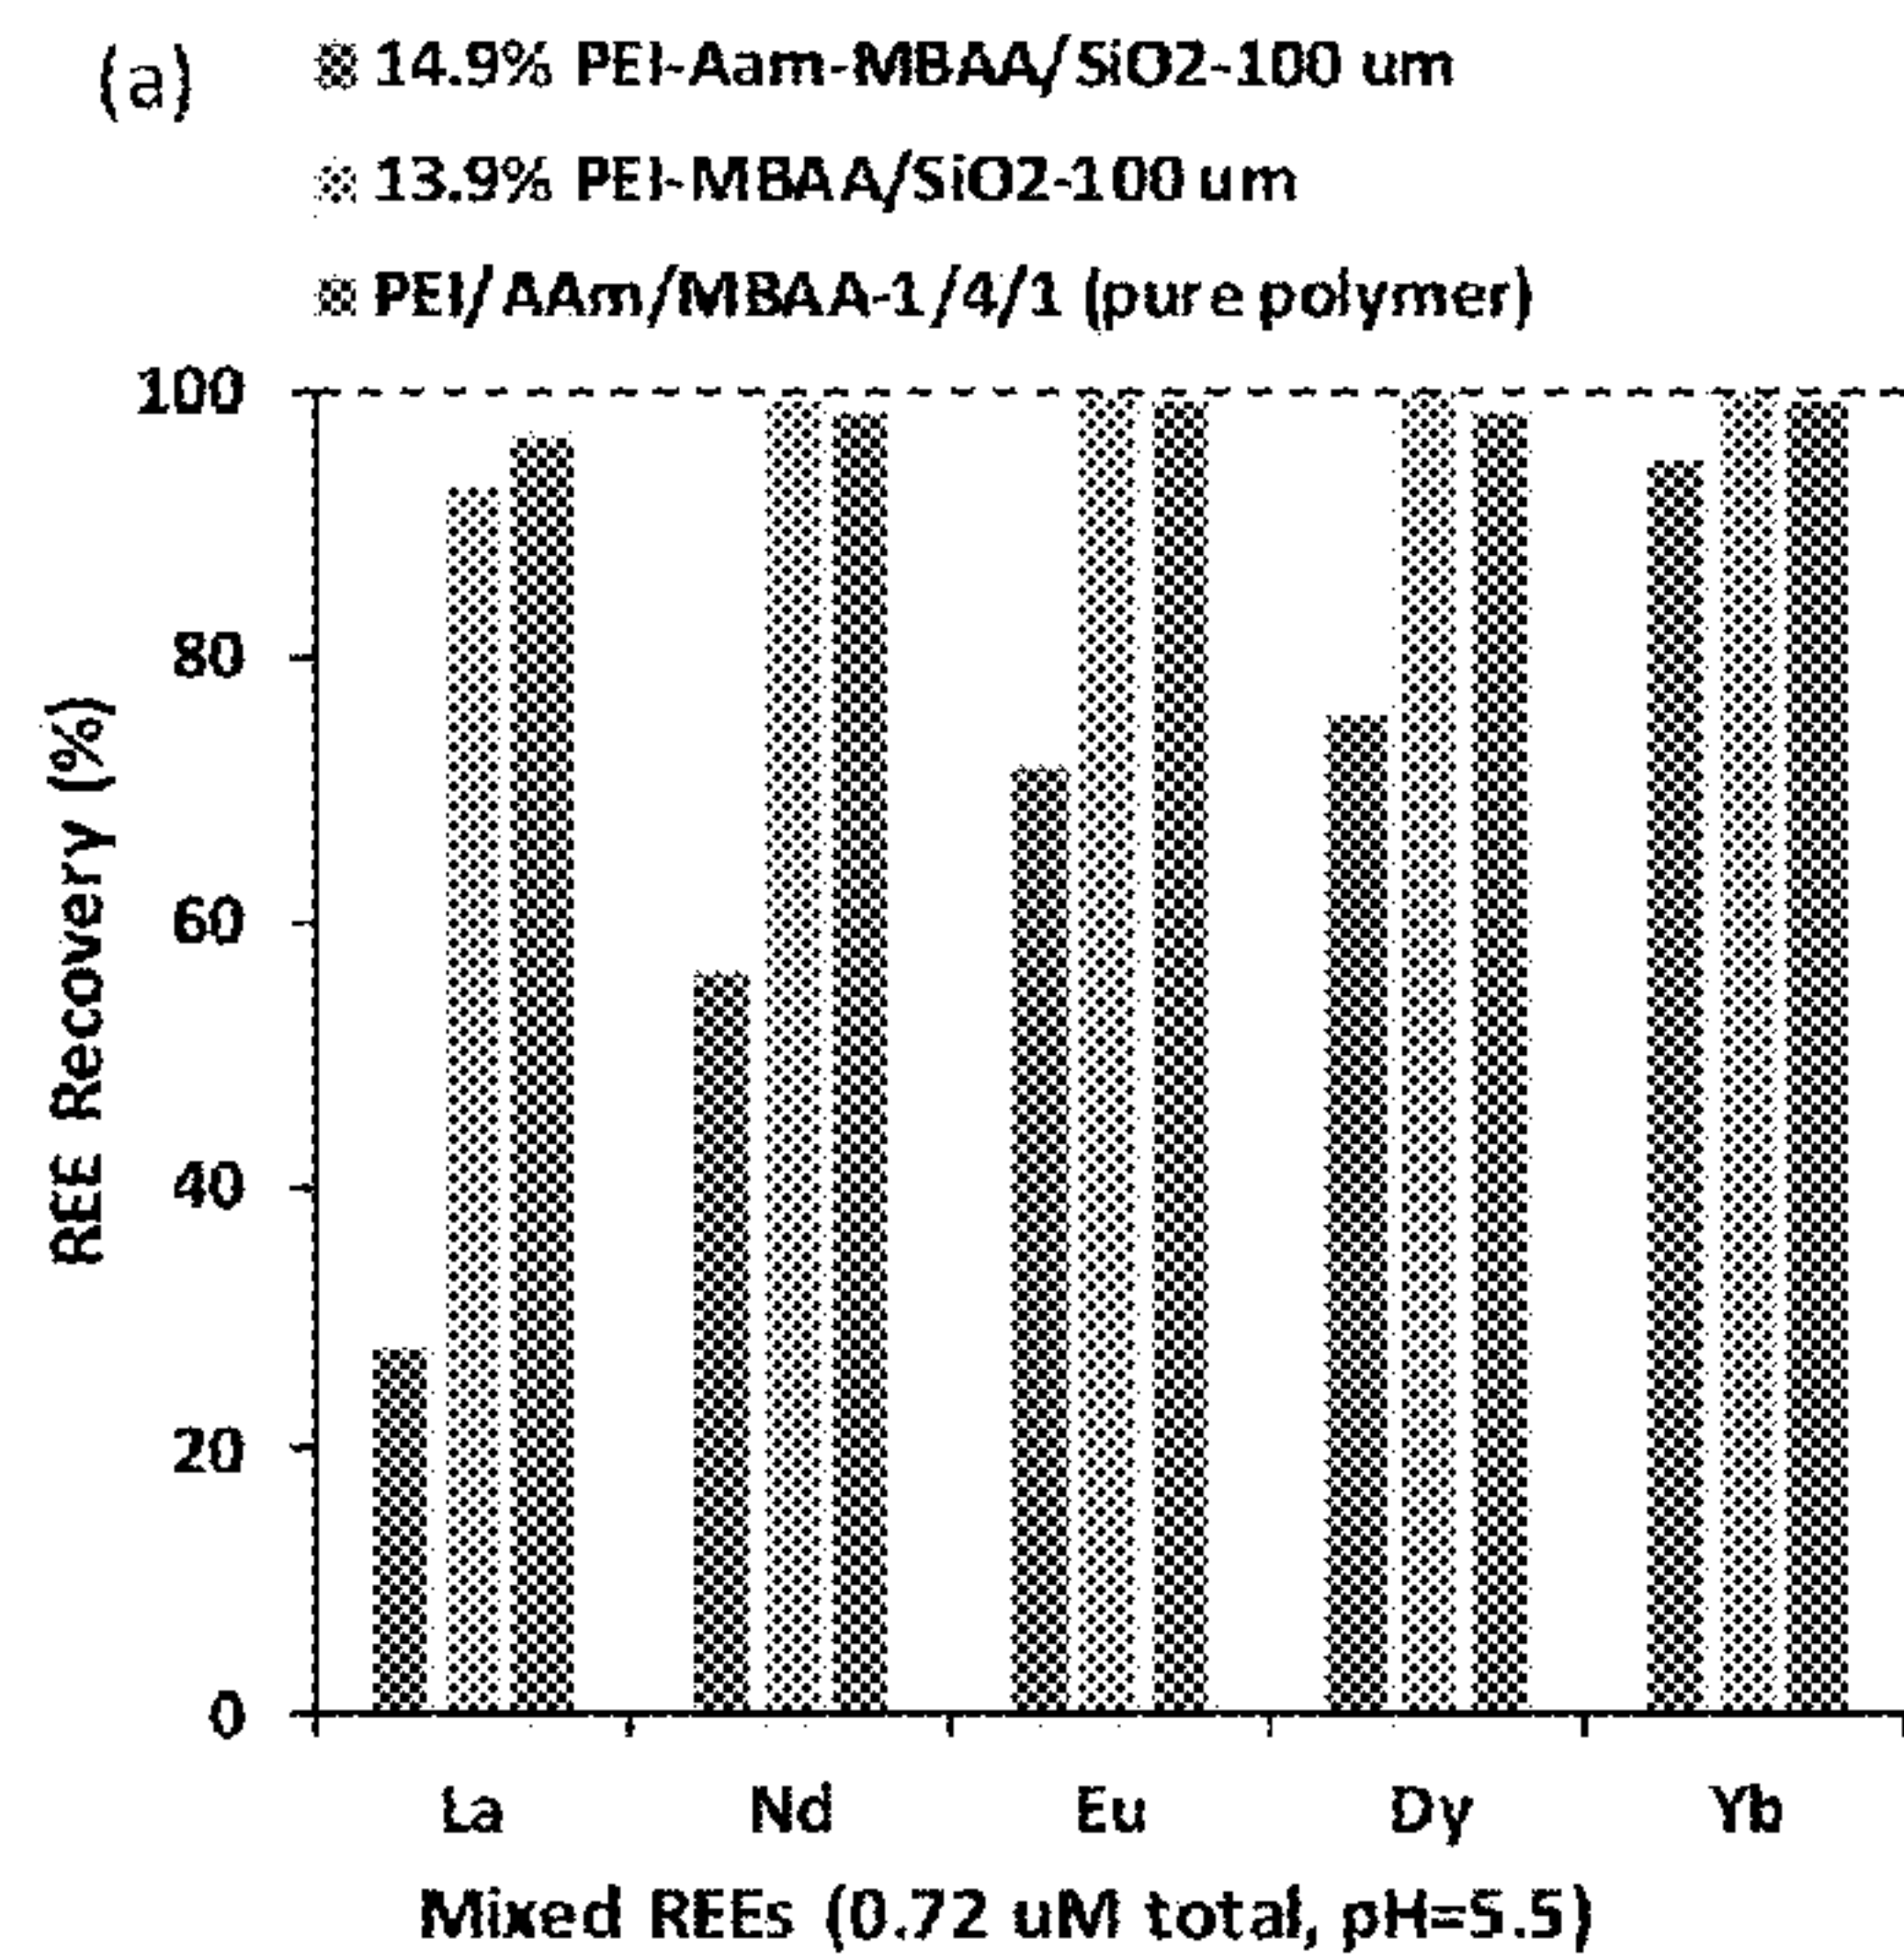 (a)
14.9% PEI-Aam-MBAA/SiO2-100 um
13.9% PEI-MBAA/SiO2-100 um
PEI/AAm/MBAA-1/4/1 (pure polymer)
100
80
60
40
20
0
REE Recovery (%)
La Nd Eu Dy Yb
Mixed REEs (0.72 uM total, pH=5.5)